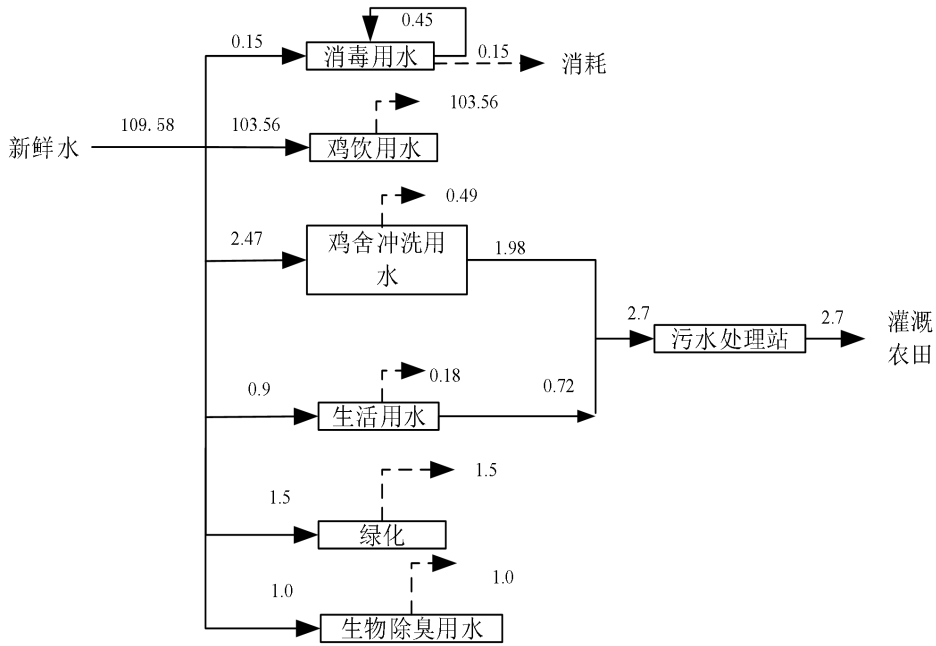 0.45
0.15
消毒用水
0.15
消耗
103.56
新鲜水
109.58
103.56
鸡饮用水
0.49
2.47
鸡舍冲洗用
水
1.98
2.7
污水处理站
2.7
灌溉
农田
0.18
0.9
生活用水
0.72
1.5
1.5
绿化
1.0
1.0
生物除臭用水